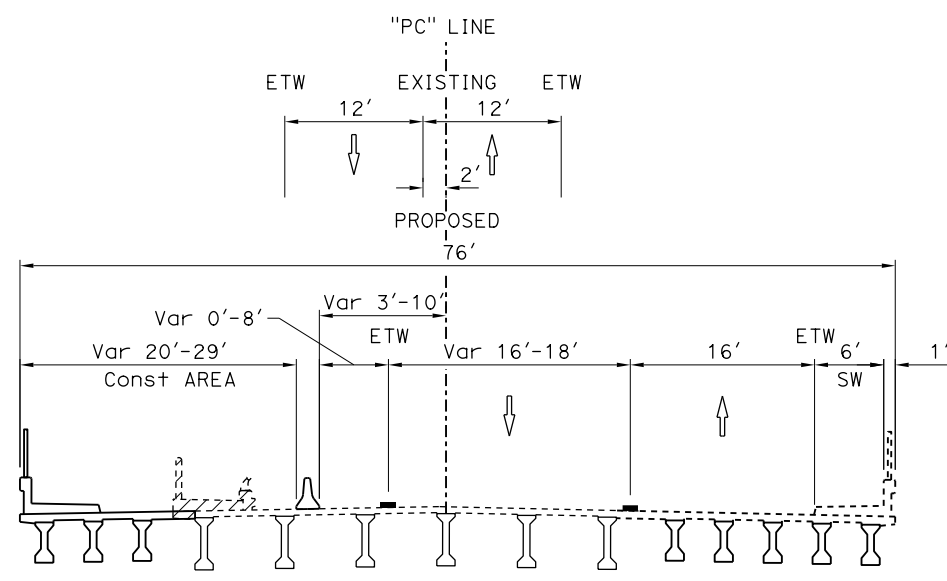 "PC" LINE
ETW EXISTING ETW
12' 12'
2'
PROPOSED
76'
Var 3'-10'
Var 0'-8'
ETW ETW
Var 20'-29' Var 16'-18' 16' 6' 1'
Const AREA SW